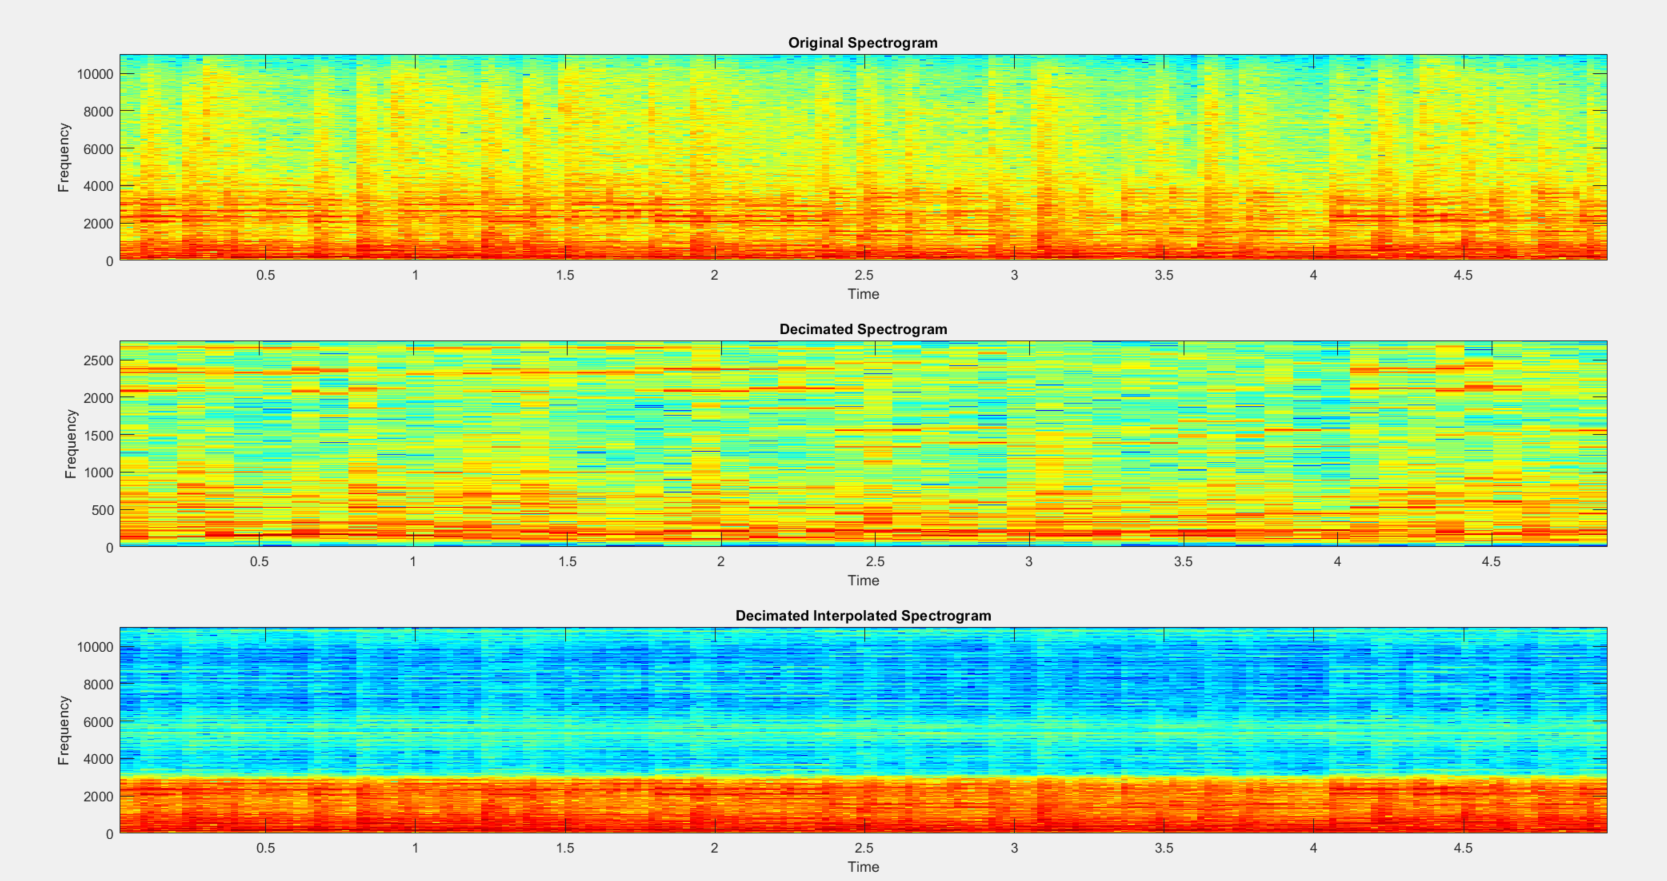 Original Spectrogram
10000
8000
6000
4000
2000
0
Frequency
0.5 1 1.5 2 2.5 3 3.5 4 4.5
Time
Decimated Spectrogram
2500
2000
1500
1000
500
0
Frequency
0.5 1 1.5 2 2.5 3 3.5 4 4.5
Time
Decimated Interpolated Spectrogram
10000
8000
6000
4000
2000
0
Frequency
0.5 1 1.5 2 2.5 3 3.5 4 4.5
Time